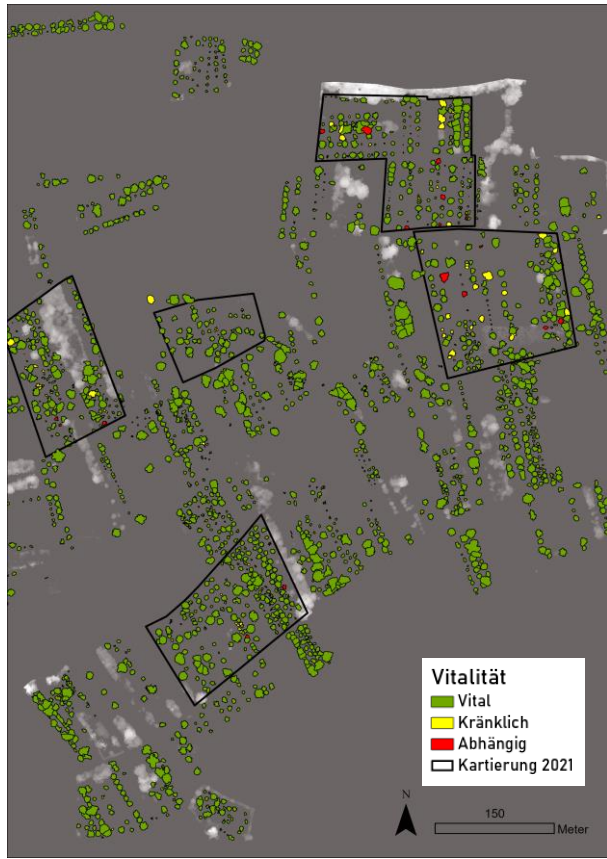 Vitalität
Vital
Kränklich
Abhängig
Kartierung 2021
N
150
Meter